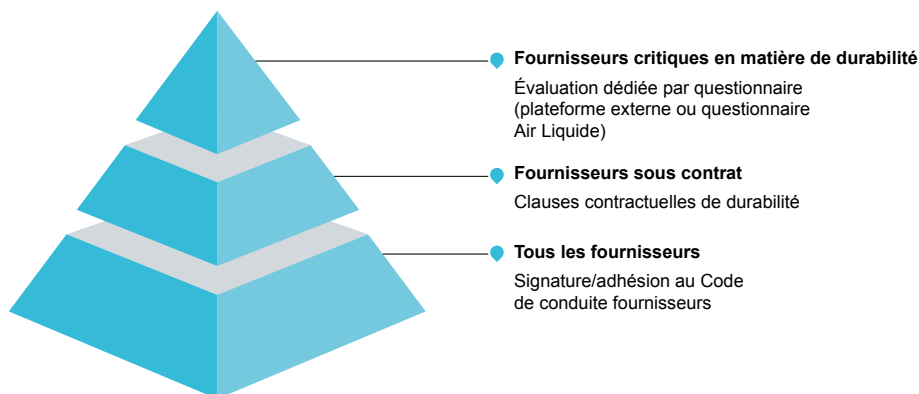 Fournisseurs critiques en matière de durabilité
Évaluation dédiée par questionnaire
(plateforme externe ou questionnaire
Air Liquide)
Fournisseurs sous contrat
Clauses contractuelles de durabilité
Tous les fournisseurs
Signature/adhésion au Code
de conduite fournisseurs